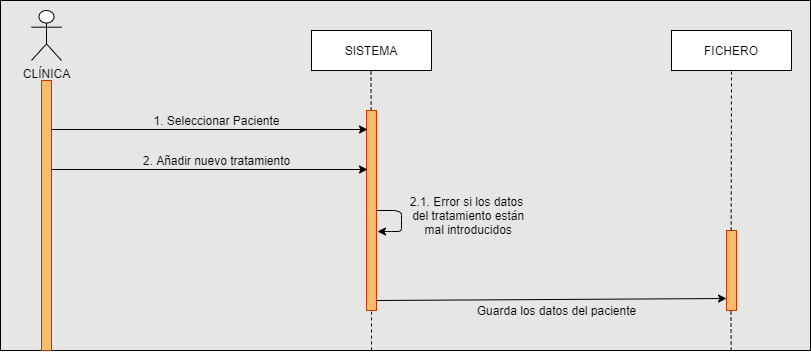 CLÍNICA
SISTEMA
FICHERO
1. Seleccionar Paciente
2. Añadir nuevo tratamiento
2.1. Error si los datos
del tratamiento están
mal introducidos
Guarda los datos del paciente